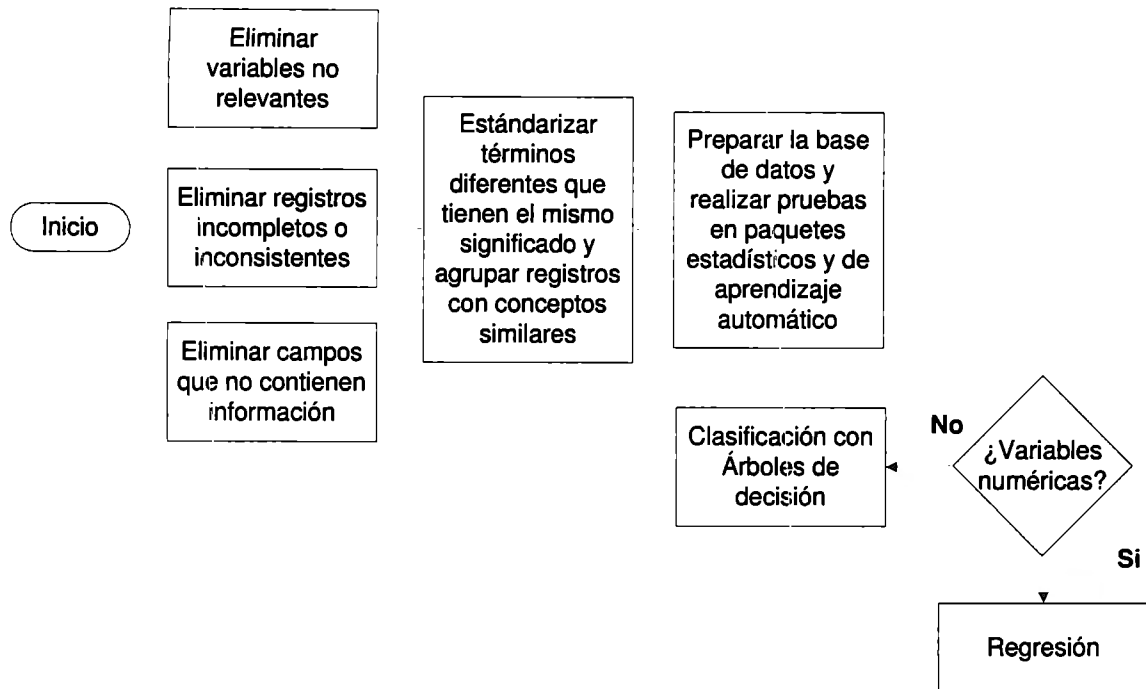 Inicio
Eliminar
variables no
relevantes
Eliminar registros
incompletos o
inconsistentes
Eliminar campos
que no contienen
información
Estándarizar
términos
diferentes que
tienen el mismo
significado y
agrupar registros
con conceptos
similares
Preparar la base
de datos y
realizar pruebas
en paquetes
estadísticos y de
aprendizaje
automático
¿Variables
numéricas?
No
Clasificación con
Árboles de
decisión
Si
Regresión